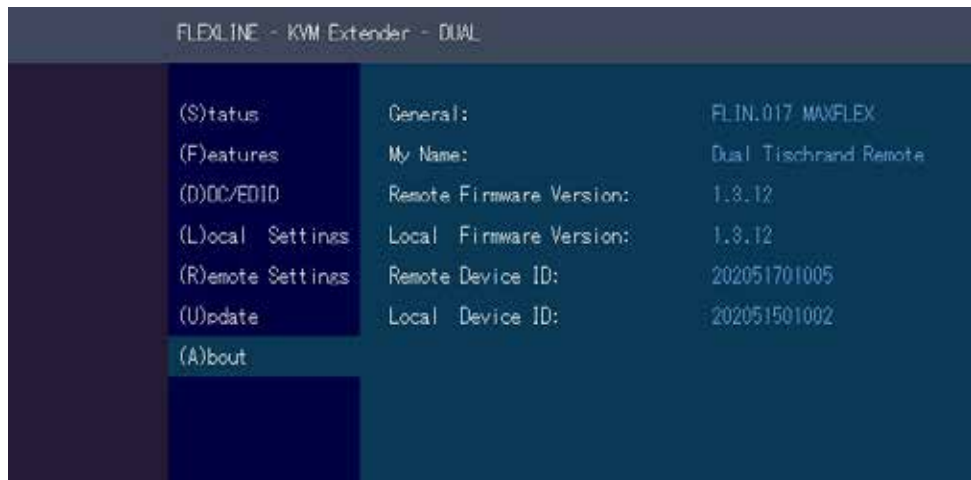 FLEXLINE - KVM Extender - DUAL
(S)tatus General: FLIN.017 MAXFLEX
(F)eatures My Name: Dual Tischrand Remote
(D)DC/EDID Remote Firmware Version: 1.3.12
(L)ocal Settings Local Firmware Version: 1.3.12
(R)emote Settings Remote Device ID: 202051701005
(U)pdate Local Device ID: 202051501002
(A)bout